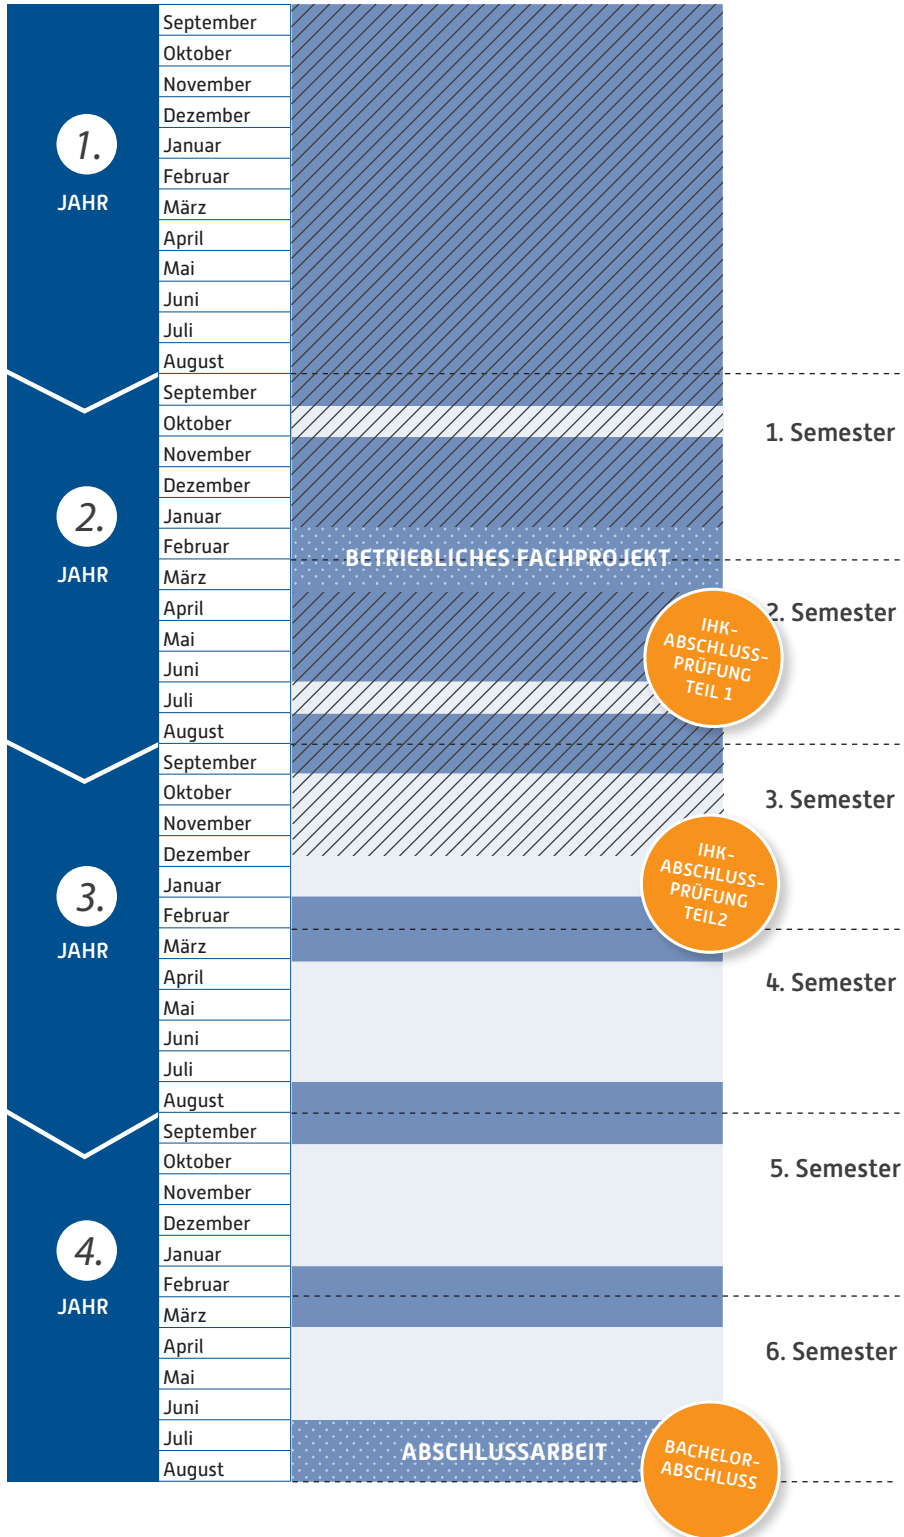 September
Oktober
November
Dezember
Januar
Februar
März
April
Mai
Juni
Juli
August
1.
JAHR
September
Oktober
November
Dezember
Januar
Februar
März
April
Mai
Juni
Juli
August
2.
JAHR
1. Semester
BETRIEBLICHES FACHPROJEKT
2. Semester
IHK-
ABSCHLUSS-
PRÜFUNG
TEIL 1
September
Oktober
November
Dezember
Januar
Februar
März
April
Mai
Juni
Juli
August
3.
JAHR
3. Semester
IHK-
ABSCHLUSS-
PRÜFUNG
TEIL2
4. Semester
September
Oktober
November
Dezember
Januar
Februar
März
April
Mai
Juni
Juli
August
4.
JAHR
5. Semester
6. Semester
ABSCHLUSSARBEIT
BACHELOR-
ABSCHLUSS